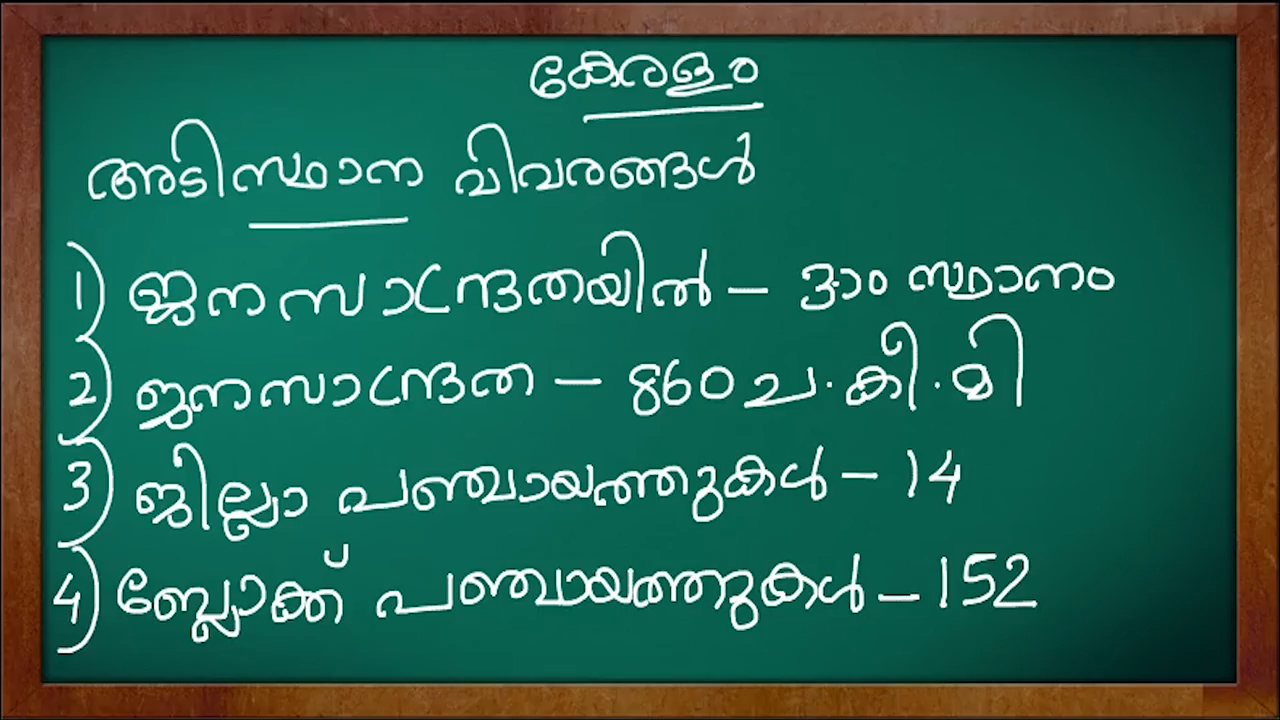 കേരളം
അടിസ്ഥാന വിവരങ്ങൾ
1) ജനസാന്ദ്രതയിൽ – 3ാം സ്ഥാനം
2) ജനസാന്ദ്രത – 860 ച.കീ.മി
3) ജില്ലാ പഞ്ചായത്തുകൾ – 14
4) ബ്ലോക്ക് പഞ്ചായത്തുകൾ – 152